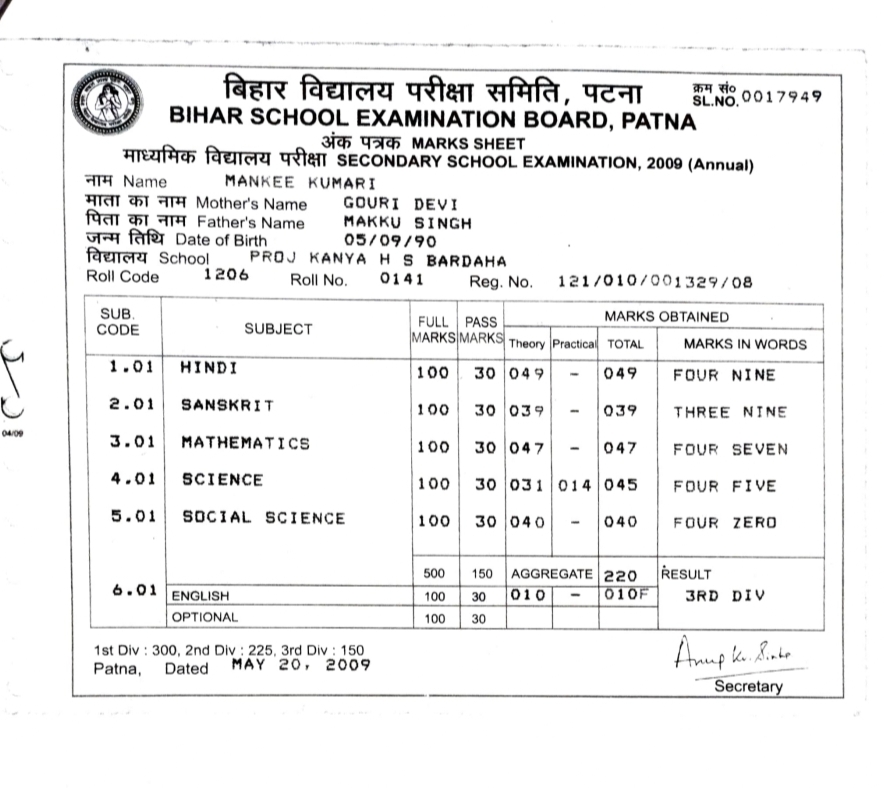 बिहार विद्यालय परीक्षा समिति, पटना
क्रम सं०
SL.NO. 0017949
BIHAR SCHOOL EXAMINATION BOARD, PATNA
अंक पत्रक MARKS SHEET
माध्यमिक विद्यालय परीक्षा SECONDARY SCHOOL EXAMINATION, 2009 (Annual)
नाम Name MANKEE KUMARI
माता का नाम Mother's Name GOURI DEVI
पिता का नाम Father's Name MAKKU SINGH
जन्म तिथि Date of Birth 05/09/90
विद्यालय School PROJ KANYA H S BARDAHA
Roll Code 1206 Roll No. 0141 Reg. No. 121/010/001329/08
SUB. CODE SUBJECT FULL MARKS PASS MARKS MARKS OBTAINED
Theory Practical TOTAL MARKS IN WORDS
1.01 HINDI 100 30 049 - 049 FOUR NINE
2.01 SANSKRIT 100 30 039 - 039 THREE NINE
3.01 MATHEMATICS 100 30 047 - 047 FOUR SEVEN
4.01 SCIENCE 100 30 031 014 045 FOUR FIVE
5.01 SOCIAL SCIENCE 100 30 040 - 040 FOUR ZERO
500 150 AGGREGATE 220 RESULT
6.01 ENGLISH 100 30 010 - 010F 3RD DIV
OPTIONAL 100 30
1st Div : 300, 2nd Div : 225, 3rd Div : 150
Patna, Dated MAY 20, 2009
Secretary
04/09